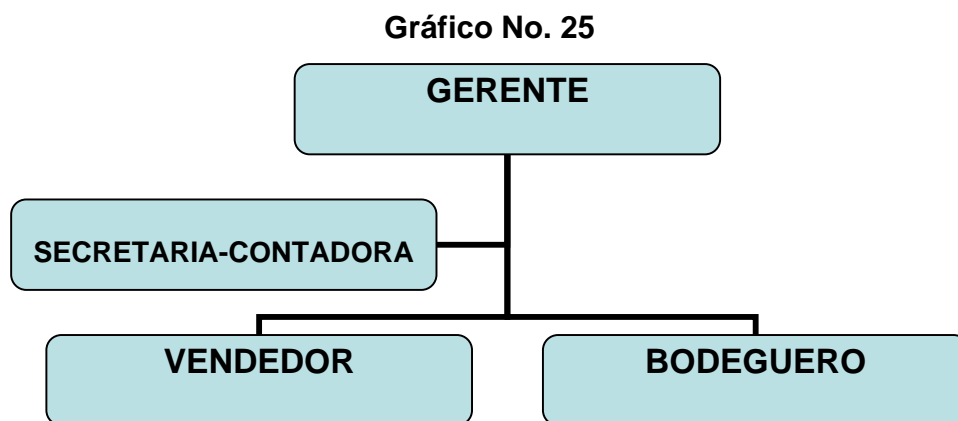 Gráfico No. 25
GERENTE
SECRETARIA-CONTADORA
VENDEDOR
BODEGUERO